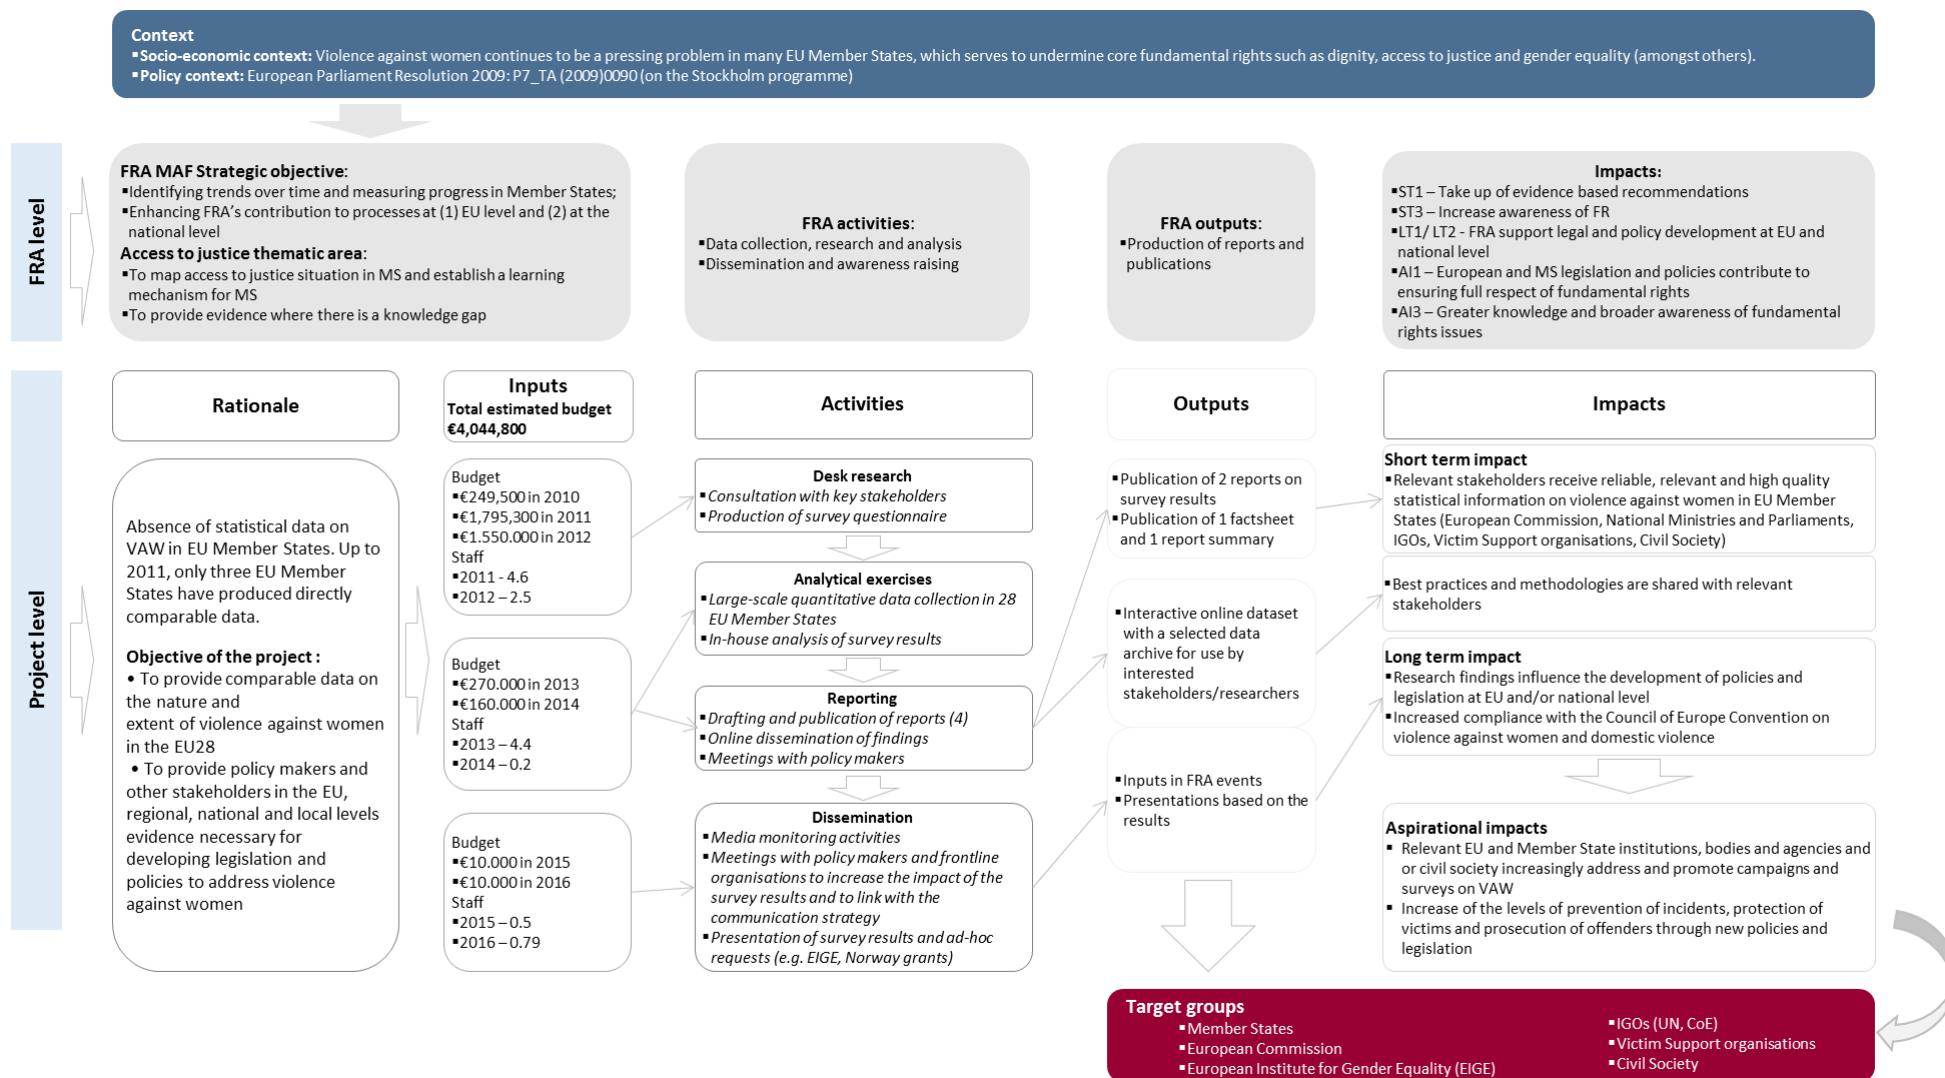 Context
▪Socio-economic context: Violence against women continues to be a pressing problem in many EU Member States, which serves to undermine core fundamental rights such as dignity, access to justice and gender equality (amongst others).
▪Policy context: European Parliament Resolution 2009: P7_TA (2009)0090 (on the Stockholm programme)
FRA level
FRA MAF Strategic objective:
▪Identifying trends over time and measuring progress in Member States;
▪Enhancing FRA's contribution to processes at (1) EU level and (2) at the
national level
Access to justice thematic area:
▪To map access to justice situation in MS and establish a learning
mechanism for MS
▪To provide evidence where there is a knowledge gap
FRA activities:
▪Data collection, research and analysis
▪Dissemination and awareness raising
FRA outputs:
▪Production of reports and
publications
Impacts:
▪ST1 – Take up of evidence based recommendations
▪ST3 – Increase awareness of FR
▪LT1/ LT2 - FRA support legal and policy development at EU and
national level
▪AI1 – European and MS legislation and policies contribute to
ensuring full respect of fundamental rights
▪AI3 – Greater knowledge and broader awareness of fundamental
rights issues
Project level
Rationale
Absence of statistical data on
VAW in EU Member States. Up to
2011, only three EU Member
States have produced directly
comparable data.
Objective of the project :
• To provide comparable data on
the nature and
extent of violence against women
in the EU28
• To provide policy makers and
other stakeholders in the EU,
regional, national and local levels
evidence necessary for
developing legislation and
policies to address violence
against women
Inputs
Total estimated budget
€4,044,800
Budget
▪€249,500 in 2010
▪€1,795,300 in 2011
▪€1.550.000 in 2012
Staff
▪2011 - 4.6
▪2012 – 2.5
Budget
▪€270.000 in 2013
▪€160.000 in 2014
Staff
▪2013 – 4.4
▪2014 – 0.2
Budget
▪€10.000 in 2015
▪€10.000 in 2016
Staff
▪2015 – 0.5
▪2016 – 0.79
Activities
Desk research
▪Consultation with key stakeholders
▪Production of survey questionnaire
Analytical exercises
▪Large-scale quantitative data collection in 28
EU Member States
▪In-house analysis of survey results
Reporting
▪Drafting and publication of reports (4)
▪Online dissemination of findings
▪Meetings with policy makers
Dissemination
▪Media monitoring activities
▪Meetings with policy makers and frontline
organisations to increase the impact of the
survey results and to link with the
communication strategy
▪Presentation of survey results and ad-hoc
requests (e.g. EIGE, Norway grants)
Outputs
▪Publication of 2 reports on
survey results
▪Publication of 1 factsheet
and 1 report summary
▪Interactive online dataset
with a selected data
archive for use by
interested
stakeholders/researchers
▪Inputs in FRA events
▪Presentations based on the
results
Impacts
Short term impact
▪Relevant stakeholders receive reliable, relevant and high quality
statistical information on violence against women in EU Member
States (European Commission, National Ministries and Parliaments,
IGOs, Victim Support organisations, Civil Society)
▪Best practices and methodologies are shared with relevant
stakeholders
Long term impact
▪Research findings influence the development of policies and
legislation at EU and/or national level
▪Increased compliance with the Council of Europe Convention on
violence against women and domestic violence
Aspirational impacts
▪ Relevant EU and Member State institutions, bodies and agencies and
or civil society increasingly address and promote campaigns and
surveys on VAW
▪ Increase of the levels of prevention of incidents, protection of
victims and prosecution of offenders through new policies and
legislation
Target groups
▪Member States
▪European Commission
▪European Institute for Gender Equality (EIGE)
▪IGOs (UN, CoE)
▪Victim Support organisations
▪Civil Society